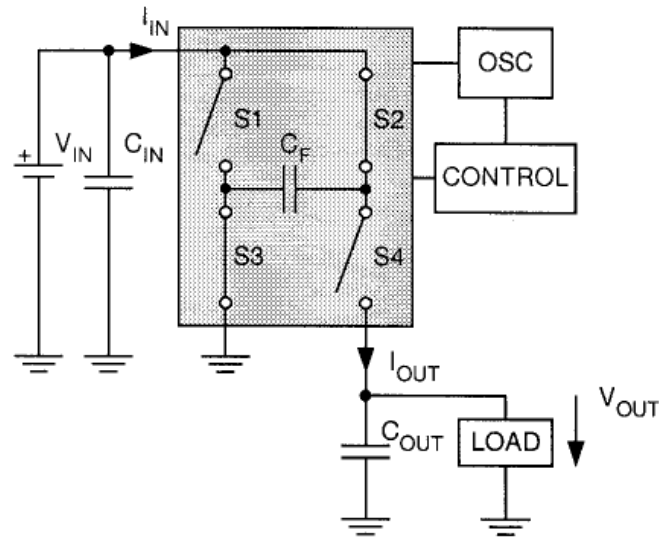 I_IN
OSC
S1
S2
+
V_IN
C_IN
C_F
CONTROL
S3
S4
I_OUT
V_OUT
C_OUT
LOAD